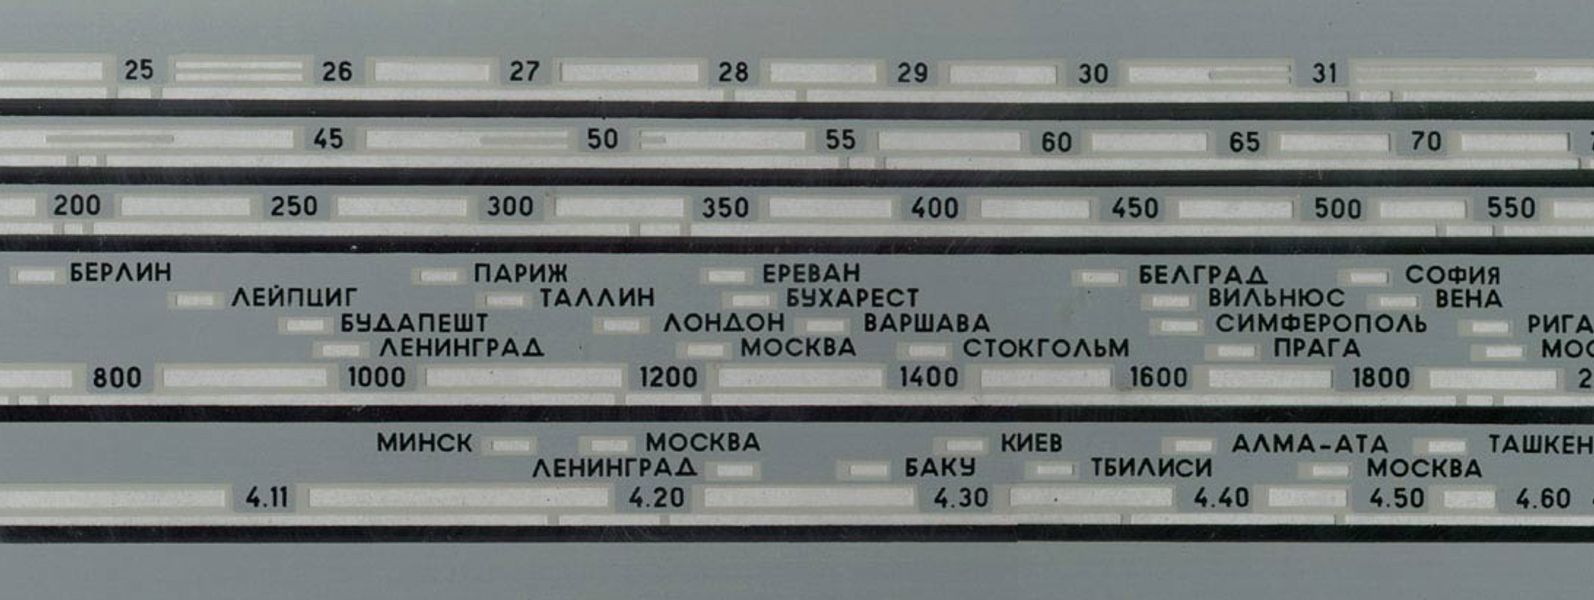 25 26 27 28 29 30 31
45 50 55 60 65 70
200 250 300 350 400 450 500 550
БЕРЛИН ПАРИЖ ЕРЕВАН БЕЛГРАД СОФИЯ
ЛЕЙПЦИГ ТАЛЛИН БУХАРЕСТ ВИЛЬНЮС ВЕНА
БУДАПЕШТ ЛОНДОН ВАРШАВА СИМФЕРОПОЛЬ РИГА
ЛЕНИНГРАД МОСКВА СТОКГОЛЬМ ПРАГА МОС
800 1000 1200 1400 1600 1800 2
МИНСК МОСКВА КИЕВ АЛМА-АТА ТАШКЕН
ЛЕНИНГРАД БАКУ ТБИЛИСИ МОСКВА
4.11 4.20 4.30 4.40 4.50 4.60